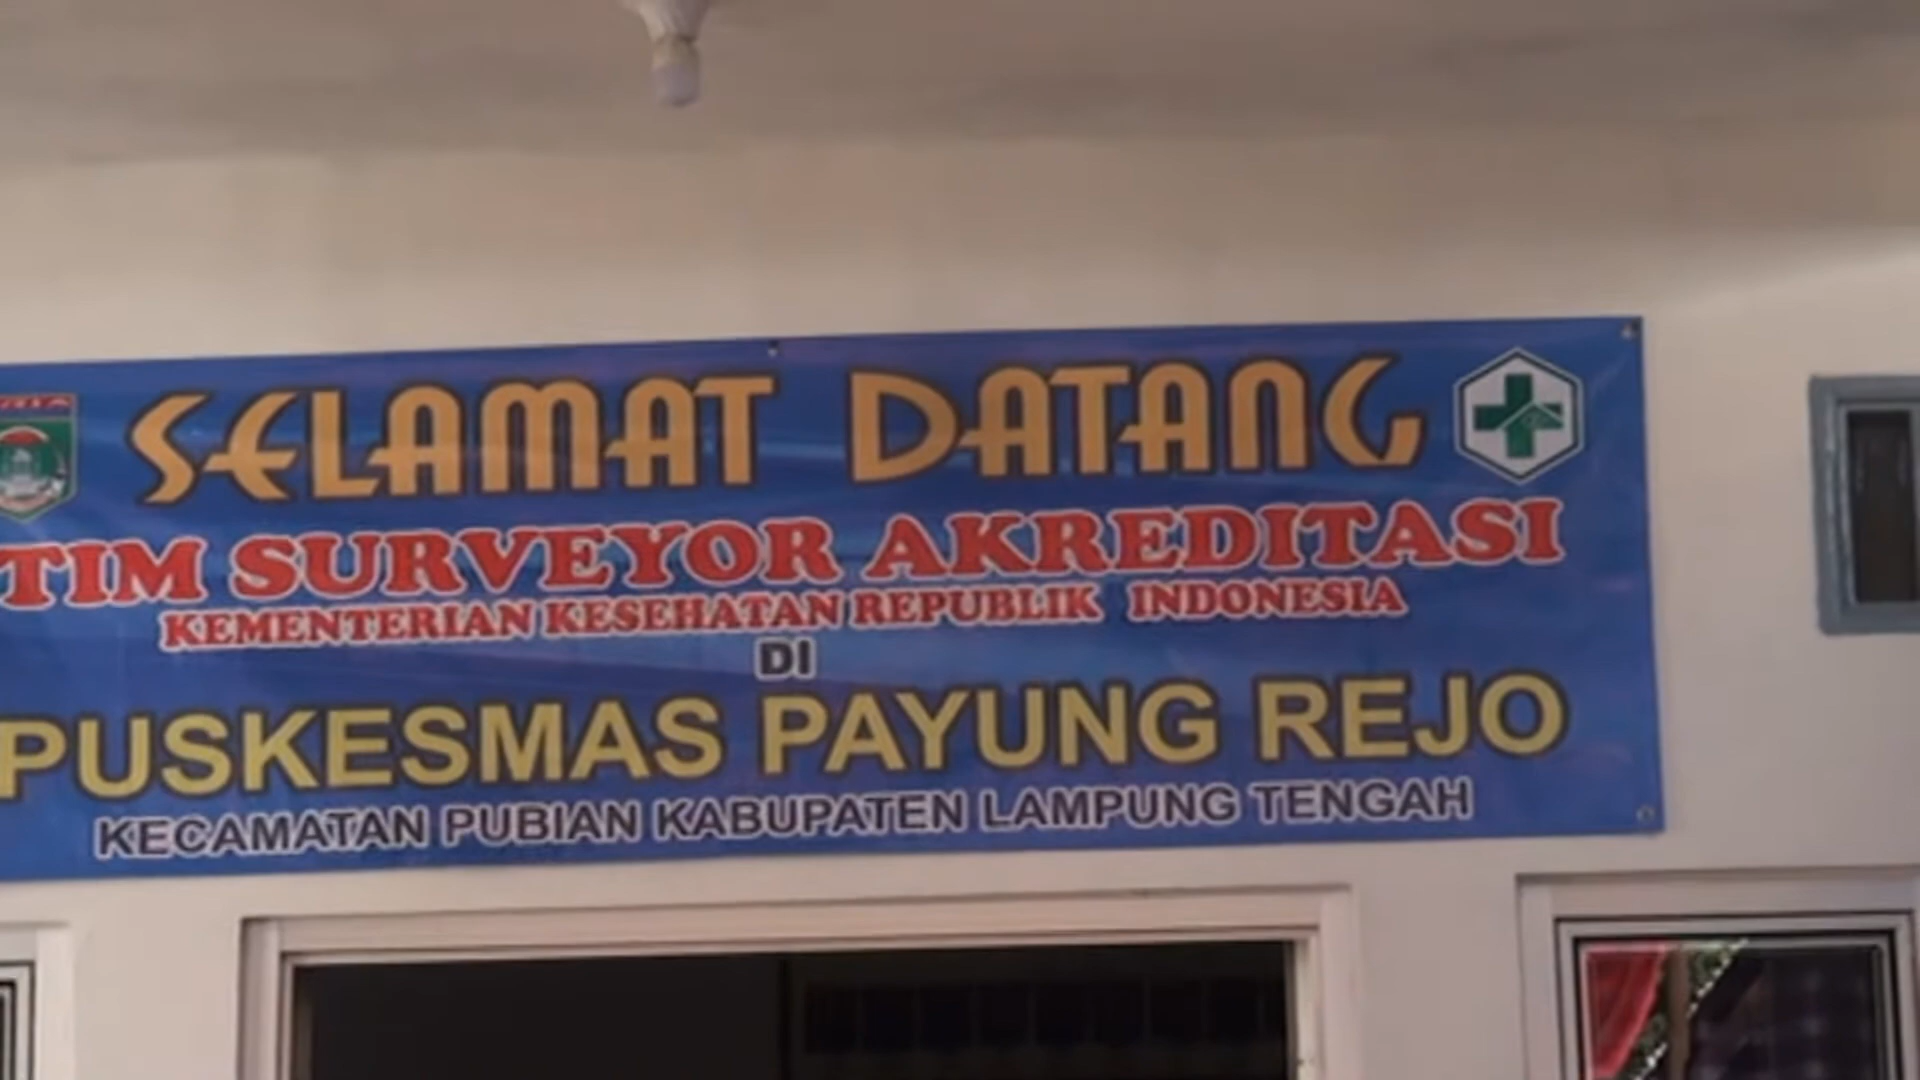 SELAMAT DATANG
TIM SURVEYOR AKREDITASI
KEMENTERIAN KESEHATAN REPUBLIK INDONESIA
DI
PUSKESMAS PAYUNG REJO
KECAMATAN PUBIAN KABUPATEN LAMPUNG TENGAH